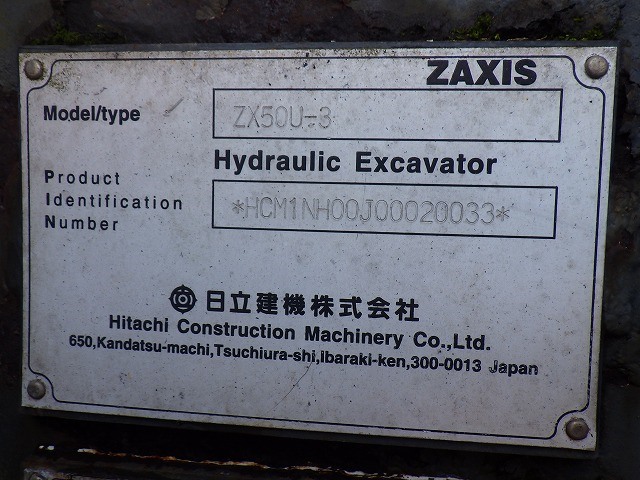 ZAXIS
Model/type ZX50U-3
Hydraulic Excavator
Product
Identification
Number
*HCM1NH00J00020033*
日立建機株式会社
Hitachi Construction Machinery Co.,Ltd.
650,Kandatsu-machi,Tsuchiura-shi,Ibaraki-ken,300-0013 Japan